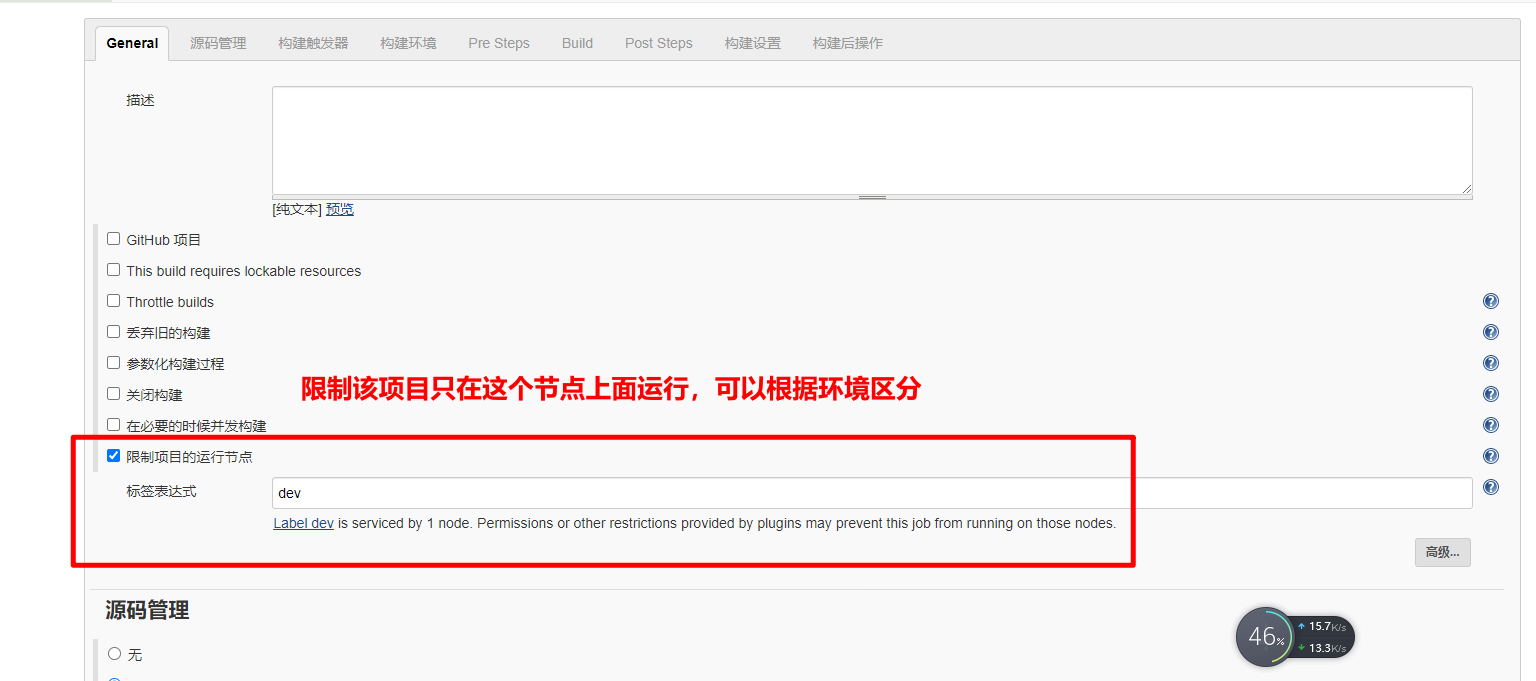 General 源码管理 构建触发器 构建环境 Pre Steps Build Post Steps 构建设置 构建后操作
描述
[纯文本] 预览
GitHub 项目
This build requires lockable resources
Throttle builds
丢弃旧的构建
参数化构建过程
关闭构建
限制该项目只在这个节点上面运行，可以根据环境区分
在必要的时候并发构建
限制项目的运行节点
标签表达式 dev
Label dev is serviced by 1 node. Permissions or other restrictions provided by plugins may prevent this job from running on those nodes.
高级...
源码管理
46% 15.7K/s
13.3K/s
无